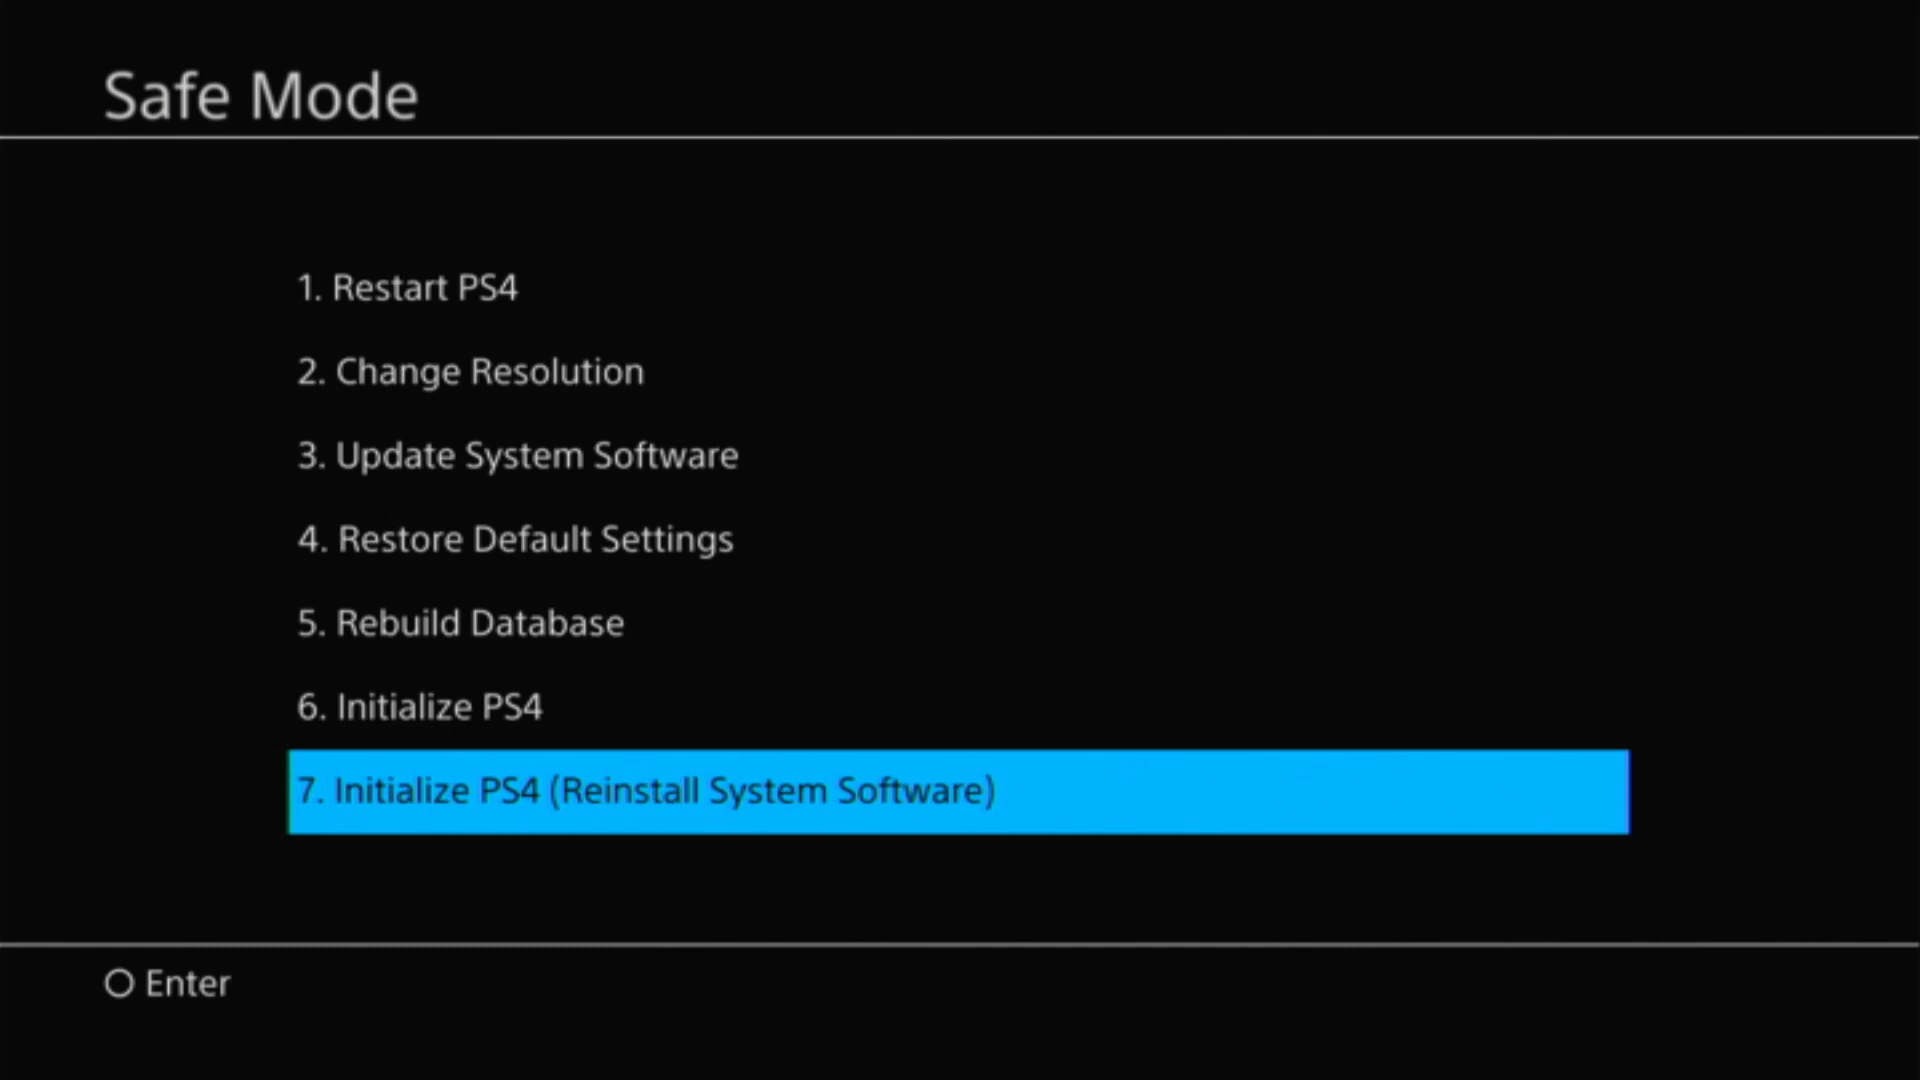 Safe Mode
1. Restart PS4
2. Change Resolution
3. Update System Software
4. Restore Default Settings
5. Rebuild Database
6. Initialize PS4
7. Initialize PS4 (Reinstall System Software)
Enter